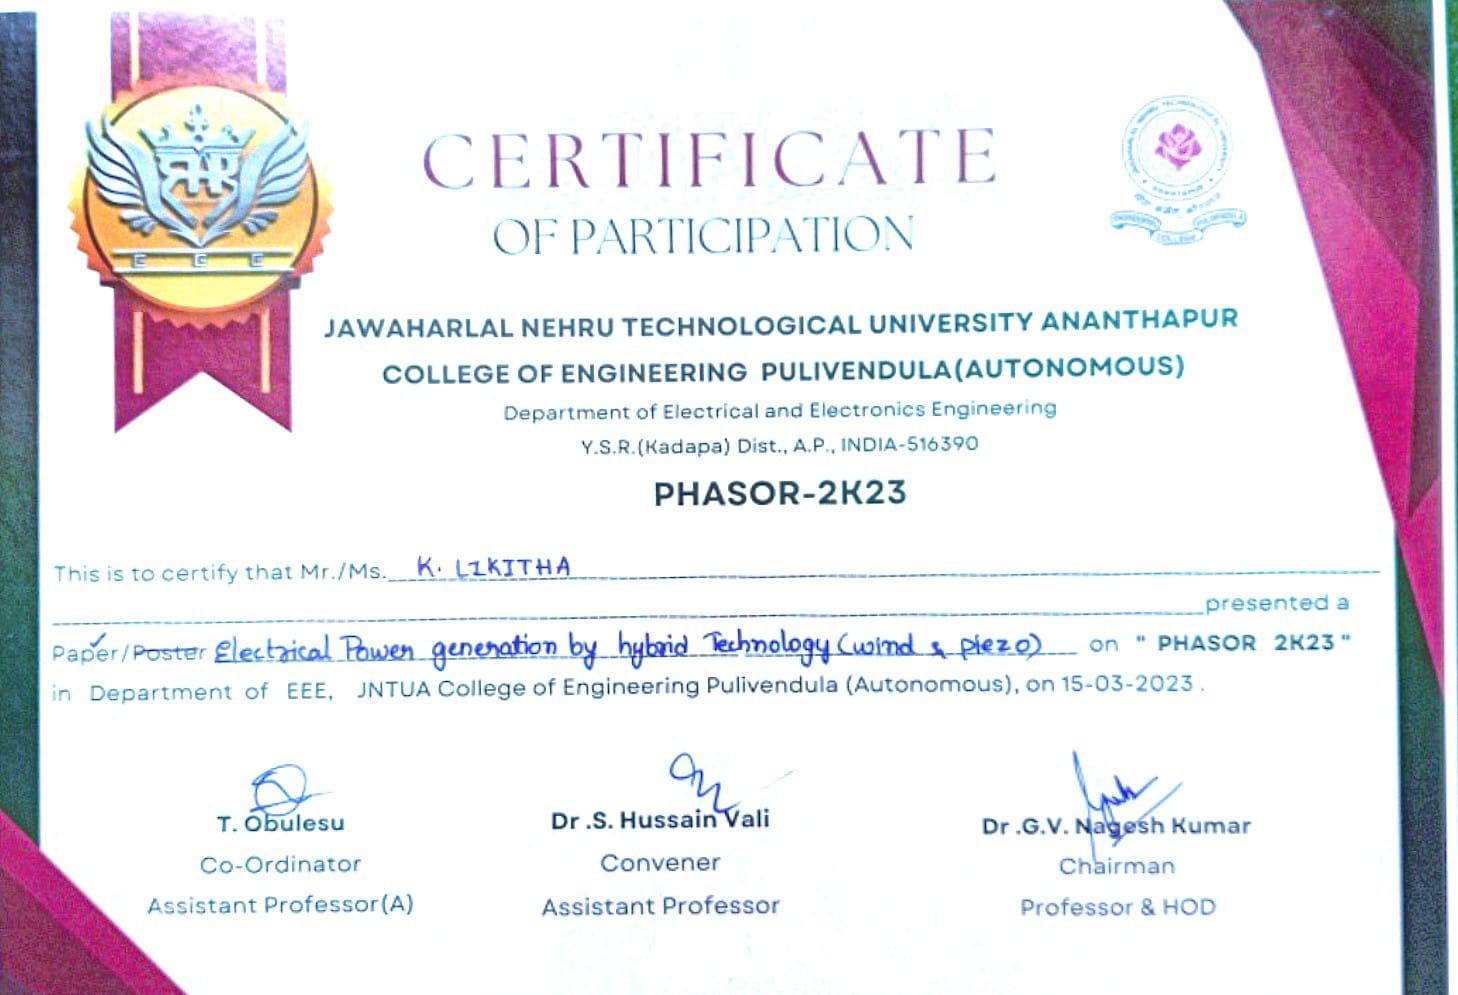 CERTIFICATE
OF PARTICIPATION
EEE
JAWAHARLAL NEHRU TECHNOLOGICAL UNIVERSITY ANANTHAPUR
COLLEGE OF ENGINEERING PULIVENDULA(AUTONOMOUS)
Department of Electrical and Electronics Engineering
Y.S.R.(Kadapa) Dist., A.P., INDIA-516390
PHASOR-2K23
This is to certify that Mr./Ms. K. LIKITHA
presented a
Paper/Poster Electrical Power generation by hybrid Technology (wind & piezo) on " PHASOR 2K23 "
in Department of EEE, JNTUA College of Engineering Pulivendula (Autonomous), on 15-03-2023 .
T. Obulesu
Co-Ordinator
Assistant Professor(A)
Dr .S. Hussain Vali
Convener
Assistant Professor
Dr .G.V. Nagesh Kumar
Chairman
Professor & HOD